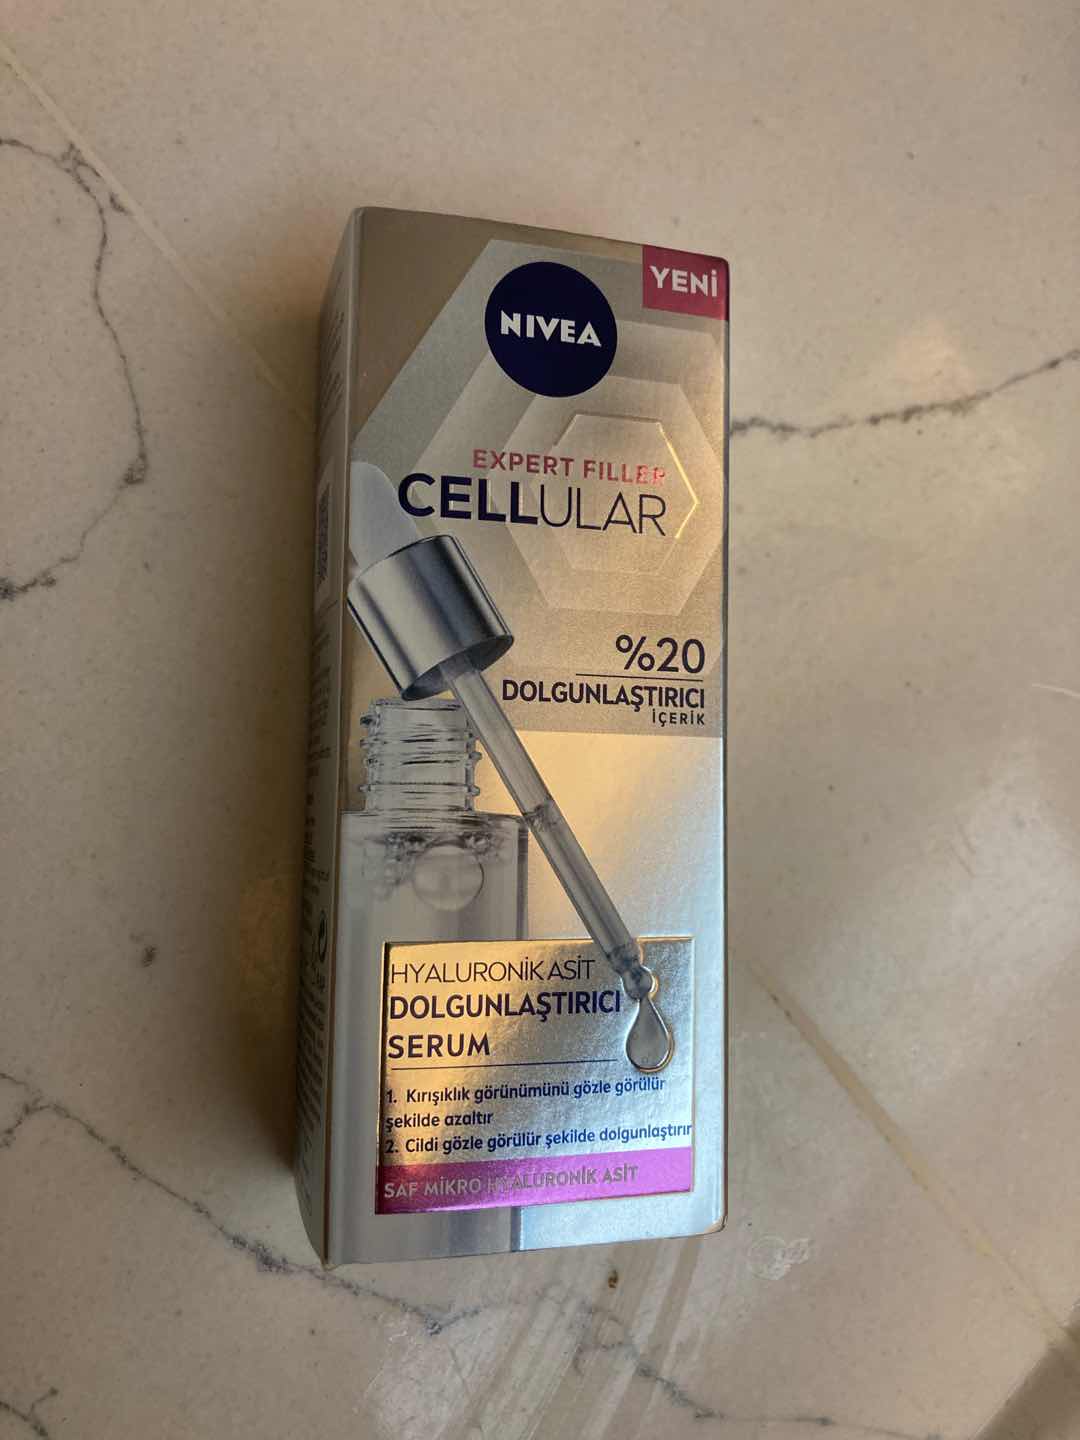 YENİ
NIVEA
EXPERT FILLER
CELLULAR
%20
DOLGUNLAŞTIRICI
İÇERİK
HYALURONİK ASİT
DOLGUNLAŞTIRICI
SERUM
1. Kırışıklık görünümünü gözle görülür
şekilde azaltır
2. Cildi gözle görülür şekilde dolgunlaştırır
SAF MİKRO HYALURONİK ASİT